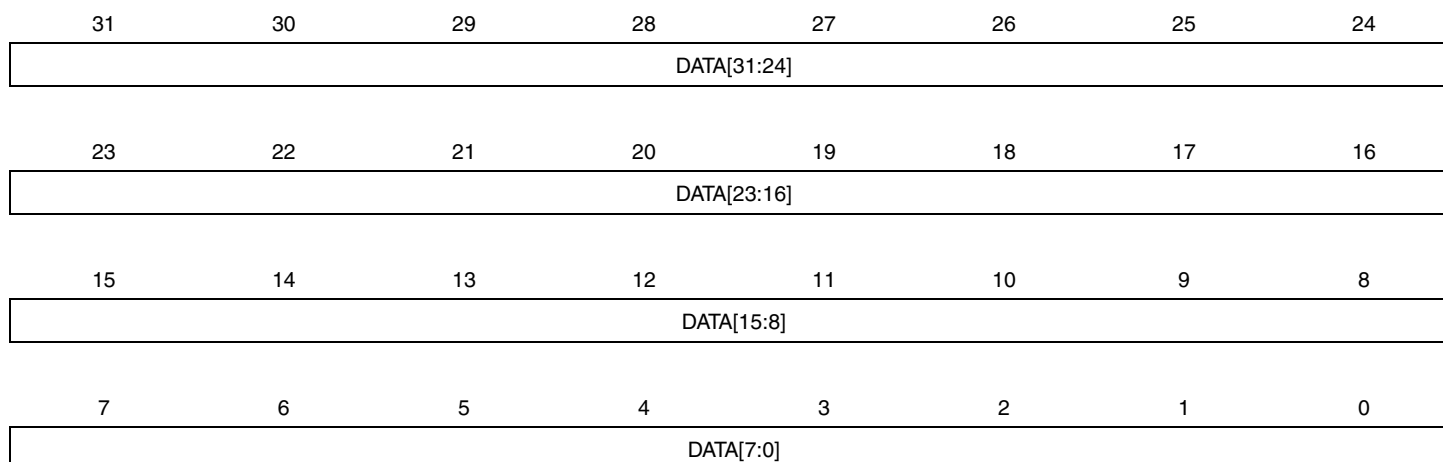 31 30 29 28 27 26 25 24
DATA[31:24]
23 22 21 20 19 18 17 16
DATA[23:16]
15 14 13 12 11 10 9 8
DATA[15:8]
7 6 5 4 3 2 1 0
DATA[7:0]